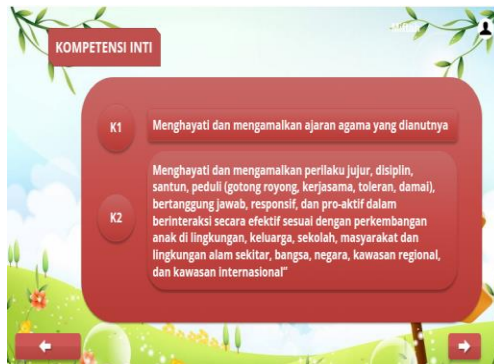 KOMPETENSI INTI
K1
Menghayati dan mengamalkan ajaran agama yang dianutnya
K2
Menghayati dan mengamalkan perilaku jujur, disiplin,
santun, peduli (gotong royong, kerjasama, toleran, damai),
bertanggung jawab, responsif, dan pro-aktif dalam
berinteraksi secara efektif sesuai dengan perkembangan
anak di lingkungan, keluarga, sekolah, masyarakat dan
lingkungan alam sekitar, bangsa, negara, kawasan regional,
dan kawasan internasional"